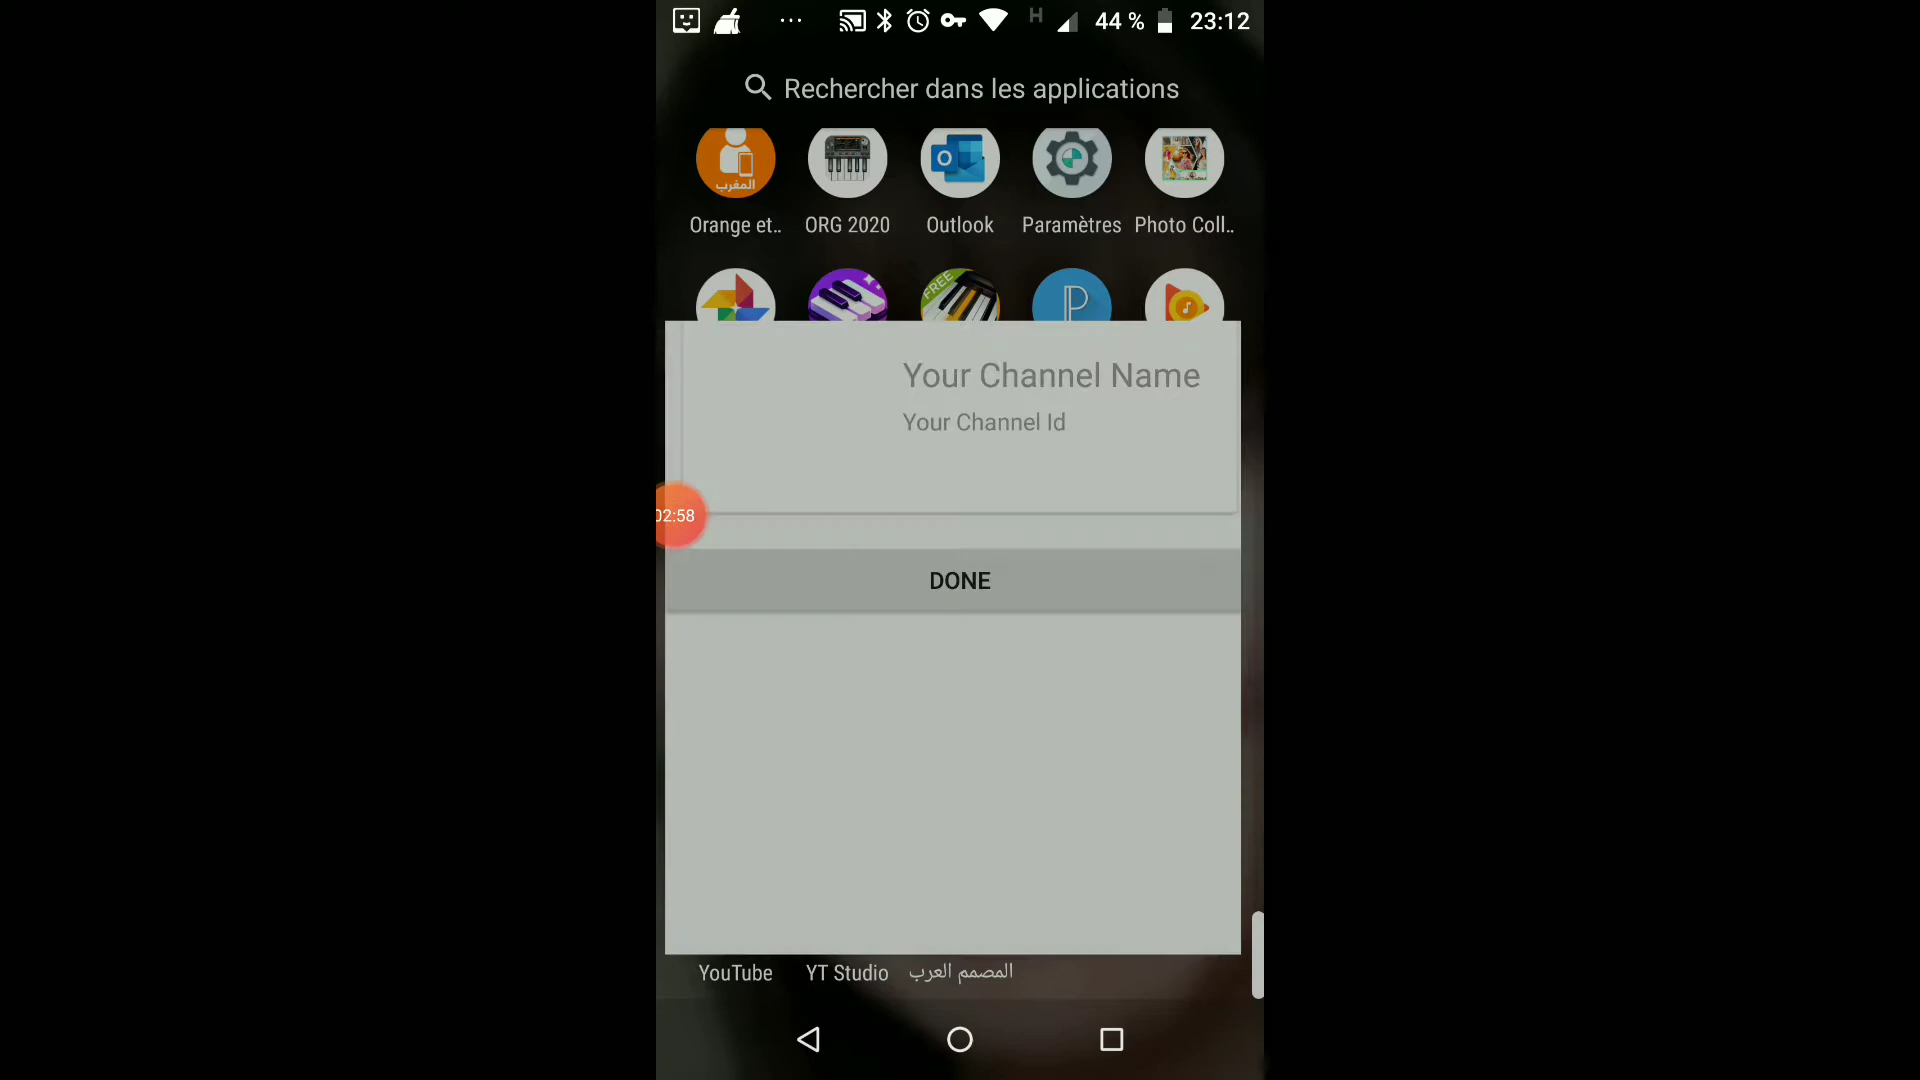 H 44 % 23:12
Rechercher dans les applications
المغرب
Orange et.. ORG 2020 Outlook Paramètres Photo Coll..
FREE
Your Channel Name
Your Channel Id
02:58
DONE
YouTube YT Studio المصمم العرب